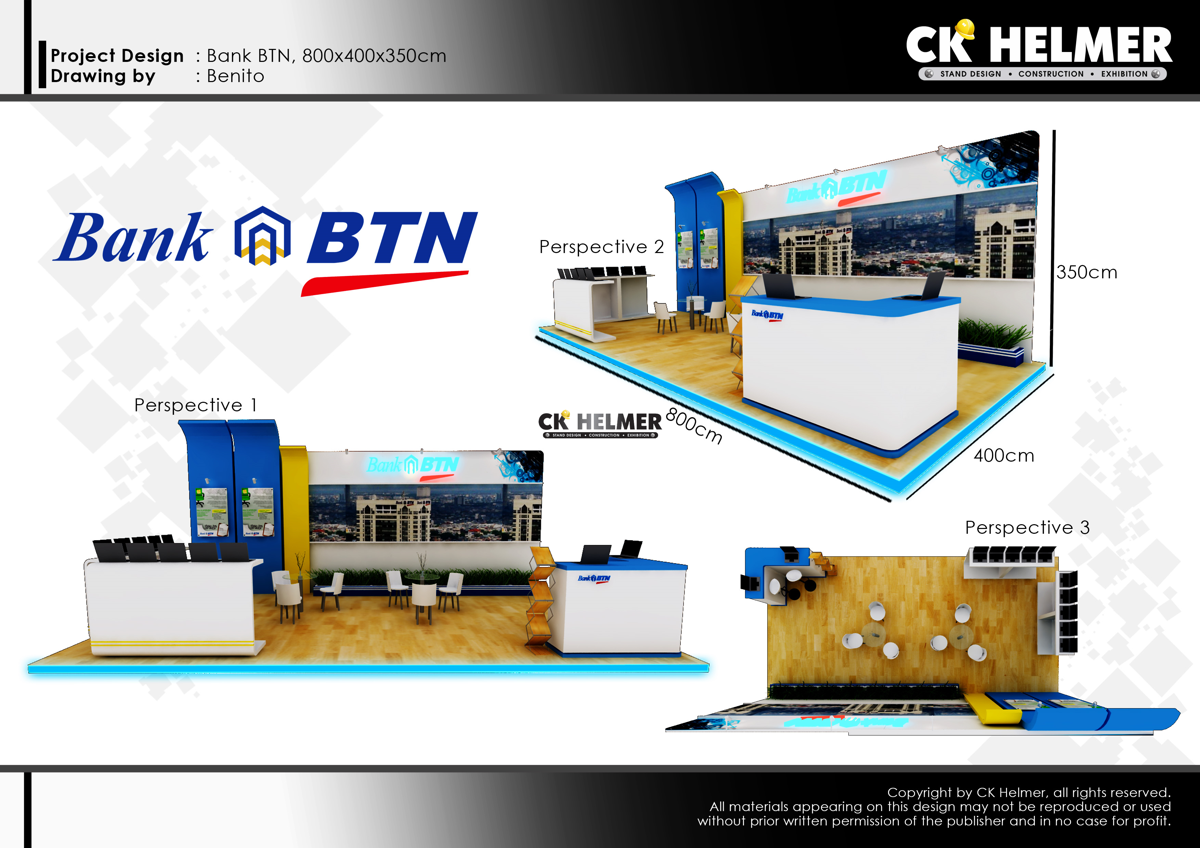 Project Design : Bank BTN, 800x400x350cm
Drawing by : Benito
CK HELMER
STAND DESIGN • CONSTRUCTION • EXHIBITION
Bank BTN
Perspective 2
Bank BTN
350cm
Bank BTN
800cm
400cm
CK HELMER
STAND DESIGN • CONSTRUCTION • EXHIBITION
Perspective 1
Bank BTN
Bank BTN
Perspective 3
Bank BTN
Copyright by CK Helmer, all rights reserved.
All materials appearing on this design may not be reproduced or used
without prior written permission of the publisher and in no case for profit.